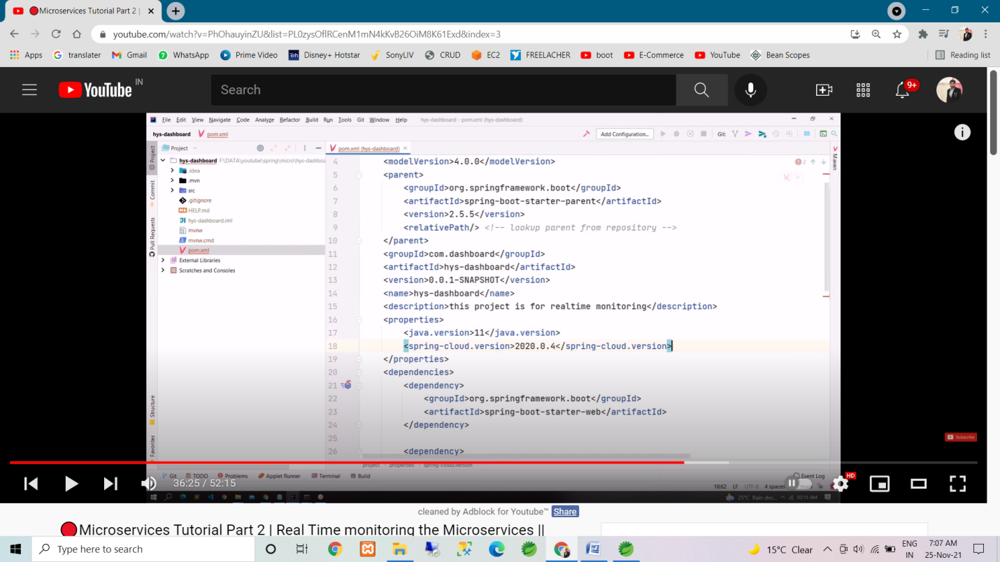 Microservices Tutorial Part 2 |
youtube.com/watch?v=PhOhauyinZU&list=PL0zysOflRCenM1mN4kKvB26OiM8K61Exd&index=3
Apps translater Gmail WhatsApp Prime Video Disney+ Hotstar SonyLIV CRUD EC2 FREELACHER boot E-Commerce YouTube Bean Scopes Reading list
YouTube IN Search 9+
File Edit View Navigate Code Analyze Refactor Build Run Tools Git Window Help hys-dashboard - pom.xml (hys-dashboard)
hys-dashboard pom.xml Add Configuration... Git:
Project pom.xml (hys-dashboard)
Project
Commit
Pull Requests
Structure
Favorites
Maven
hys-dashboard F:\DATA\youtube\spring\micro\hys-dashboa
.idea
.mvn
src
.gitignore
HELP.md
hys-dashboard.iml
mvnw
mvnw.cmd
pom.xml
External Libraries
Scratches and Consoles
4 <modelVersion>4.0.0</modelVersion> 2
5 <parent>
6 <groupId>org.springframework.boot</groupId>
7 <artifactId>spring-boot-starter-parent</artifactId>
8 <version>2.5.5</version>
9 <relativePath/> <!-- lookup parent from repository -->
10 </parent>
11 <groupId>com.dashboard</groupId>
12 <artifactId>hys-dashboard</artifactId>
13 <version>0.0.1-SNAPSHOT</version>
14 <name>hys-dashboard</name>
15 <description>this project is for realtime monitoring</description>
16 <properties>
17 <java.version>11</java.version>
18 <spring-cloud.version>2020.0.4</spring-cloud.version>
19 </properties>
20 <dependencies>
21 <dependency>
22 <groupId>org.springframework.boot</groupId>
23 <artifactId>spring-boot-starter-web</artifactId>
24 </dependency>
25
26 <dependency>
Subscribe
project properties spring-cloud.version
Git TODO Problems Applet Runner Terminal Build Event Log
18:62 LF UTF-8 4 spaces
36:25 / 52:15 HD
25°C Rain sho... 02:13 AM
cleaned by Adblock for Youtube™ Share
Microservices Tutorial Part 2 | Real Time monitoring the Microservices ||
Type here to search 15°C Clear ENG IN 7:07 AM 25-Nov-21